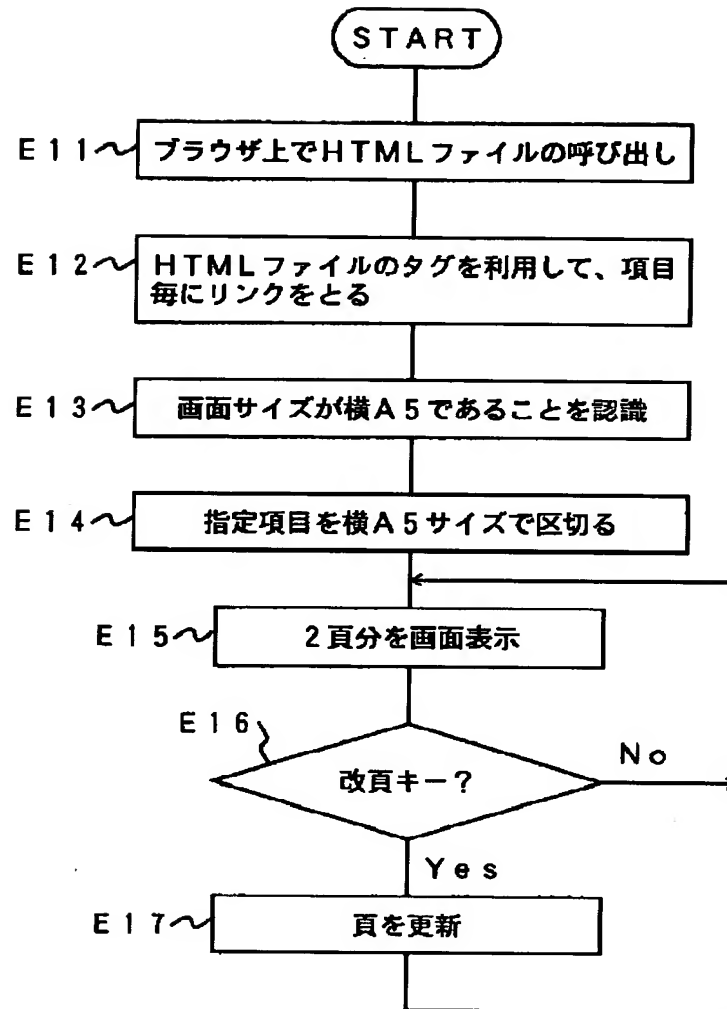 START
E11 ブラウザ上でHTMLファイルの呼び出し
E12 HTMLファイルのタグを利用して、項目
毎にリンクをとる
E13 画面サイズが横A5であることを認識
E14 指定項目を横A5サイズで区切る
E15 2頁分を画面表示
E16
改頁キー?
No
Yes
E17 頁を更新